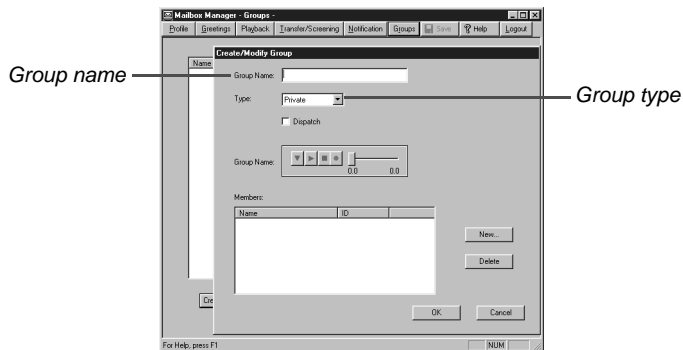 Mailbox Manager - Groups -
Profile Greetings Playback Transfer/Screening Notification Groups Save Help Logout
Name
Create/Modify Group
Group name
Group Name:
Type: Private
Group type
Dispatch
Group Name:
0.0 0.0
Members:
Name ID
New...
Delete
Cre
OK Cancel
For Help, press F1 NUM